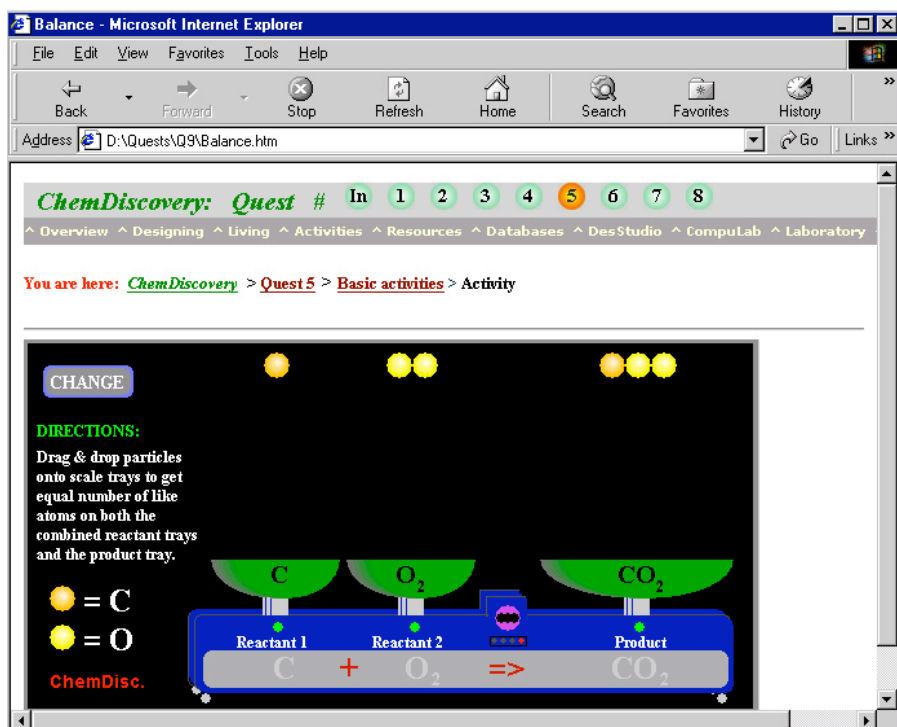 Balance - Microsoft Internet Explorer
File Edit View Favorites Tools Help
Back Forward Stop Refresh Home Search Favorites History »
Address D:\Quests\Q9\Balance.htm Go Links »
ChemDiscovery: Quest # In 1 2 3 4 5 6 7 8
^ Overview ^ Designing ^ Living ^ Activities ^ Resources ^ Databases ^ DesStudio ^ CompuLab ^ Laboratory
You are here: ChemDiscovery > Quest 5 > Basic activities > Activity
CHANGE
DIRECTIONS:
Drag & drop particles
onto scale trays to get
equal number of like
atoms on both the
combined reactant trays
and the product tray.
= C
= O
ChemDisc.
C O2 CO2
Reactant 1 Reactant 2 Product
C + O2 => CO2